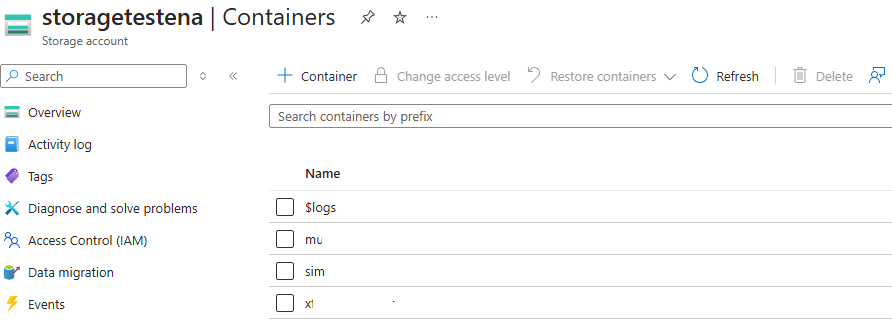 storagetestena | Containers
Storage account
Search
Container
Change access level
Restore containers
Refresh
Delete
Search containers by prefix
Overview
Activity log
Tags
Diagnose and solve problems
Access Control (IAM)
Data migration
Events
Name
$logs
mu
sim